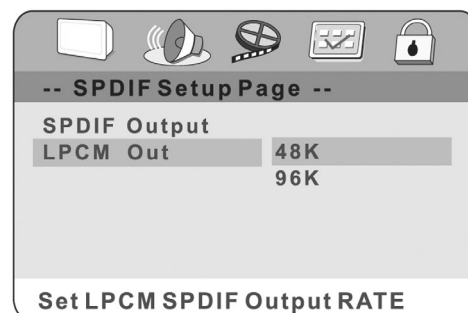 -- SPDIF Setup Page --
SPDIF Output
LPCM Out 48K
96K
Set LPCM SPDIF Output RATE